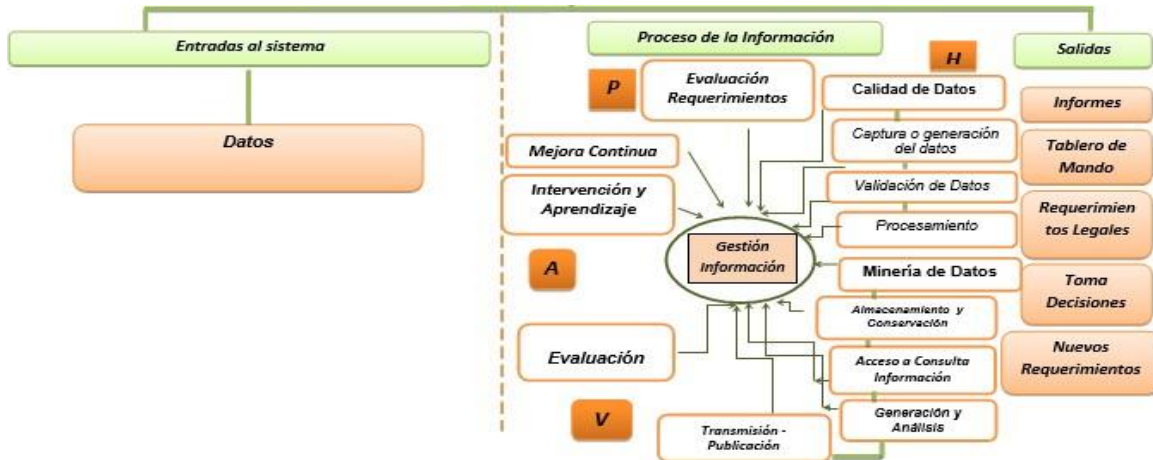 Entradas al sistema
Datos
Proceso de la Información
P
Evaluación
Requerimientos
Mejora Continua
Intervención y
Aprendizaje
A
Gestión
Información
Evaluación
V
Transmisión -
Publicación
H
Calidad de Datos
Captura o generación
del datos
Validación de Datos
Procesamiento
Minería de Datos
Almacenamiento y
Conservación
Acceso a Consulta
Información
Generación y
Análisis
Salidas
Informes
Tablero de
Mando
Requerimien
tos Legales
Toma
Decisiones
Nuevos
Requerimientos